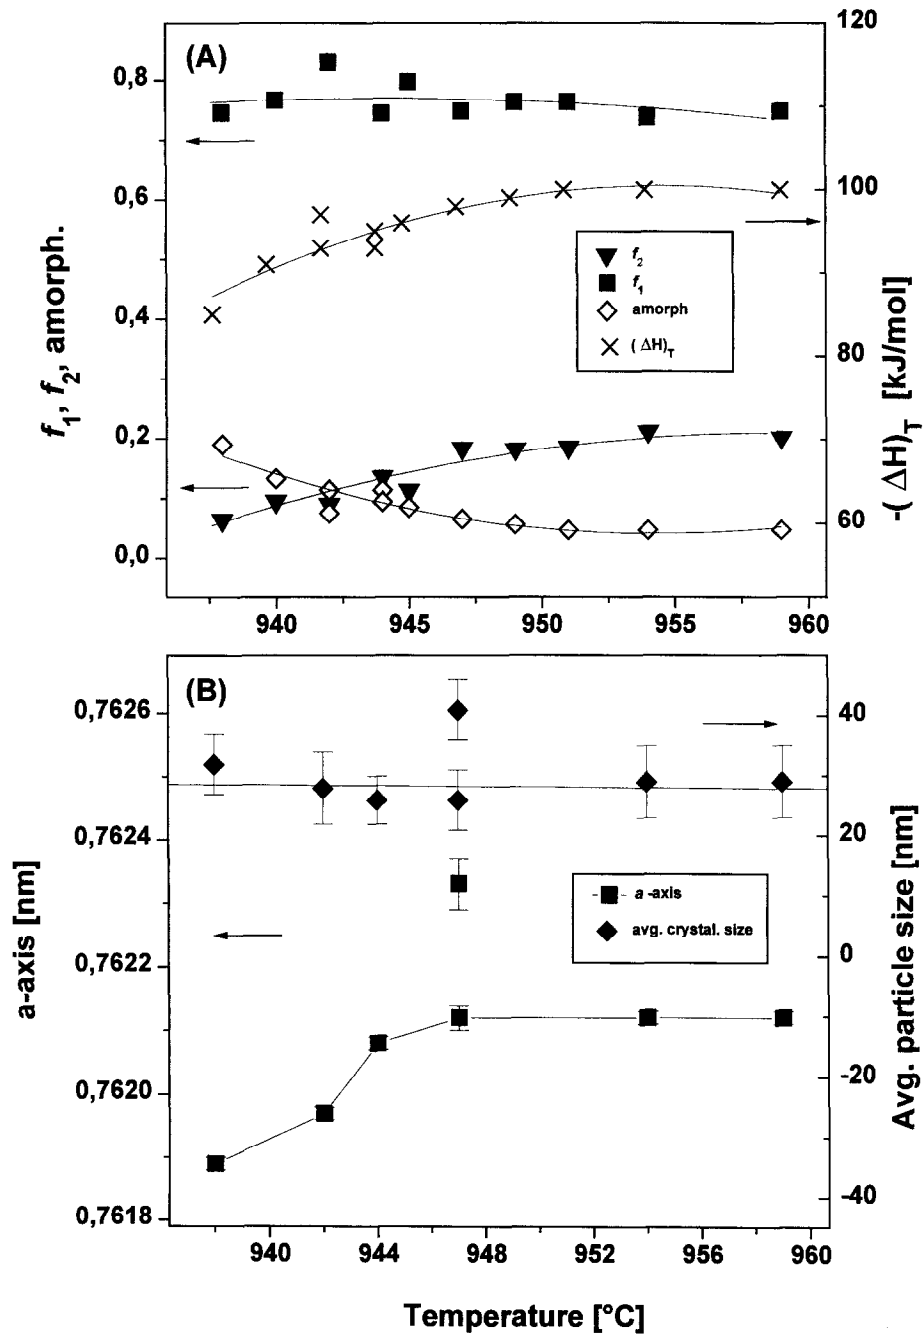 (A)
120
0,8
100
0,6
f₂
f₁
amorph
(ΔH)T
0,4
80
0,2
60
0,0
f₁, f₂, amorph.
-(ΔH)T [kJ/mol]
940 945 950 955 960
(B)
0,7626
40
0,7624
20
a -axis
avg. crystal. size
0
0,7622
-10
0,7620
-20
0,7618
-40
a-axis [nm]
Avg. particle size [nm]
940 944 948 952 956 960
Temperature [°C]